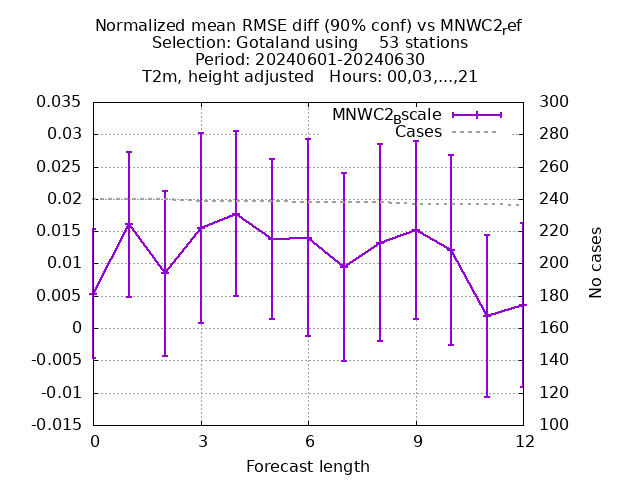 Normalized mean RMSE diff (90% conf) vs MNWC2ref
Selection: Gotaland using 53 stations
Period: 20240601-20240630
T2m, height adjusted Hours: 00,03,...,21
MNWC2Bscale
Cases
0.035
0.03
0.025
0.02
0.015
0.01
0.005
0
-0.005
-0.01
-0.015
300
280
260
240
220
200
180
160
140
120
100
No cases
0 3 6 9 12
Forecast length